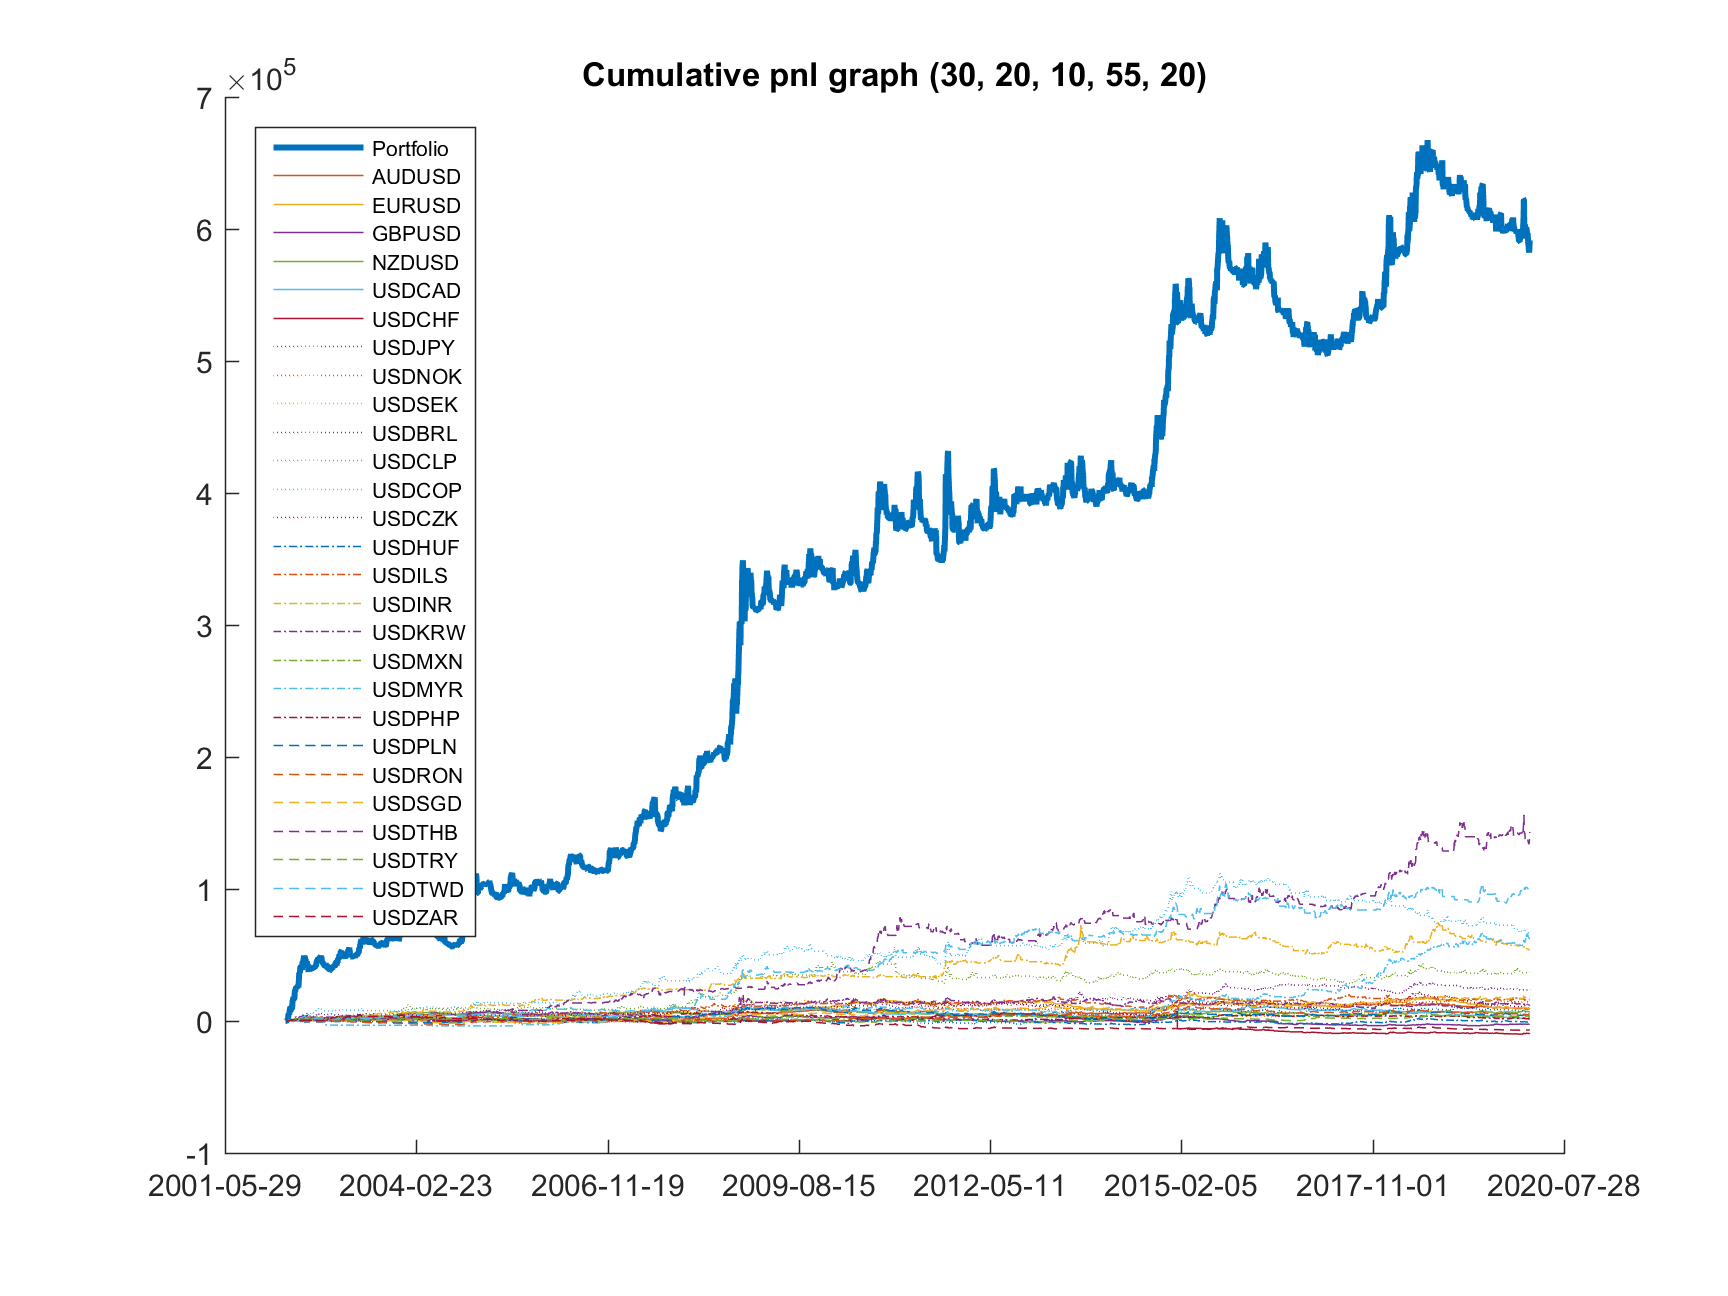 Cumulative pnl graph (30, 20, 10, 55, 20)
×10^5
7
6
5
4
3
2
1
0
-1
Portfolio
AUDUSD
EURUSD
GBPUSD
NZDUSD
USDCAD
USDCHF
USDJPY
USDNOK
USDSEK
USDBRL
USDCLP
USDCOP
USDCZK
USDHUF
USDILS
USDINR
USDKRW
USDMXN
USDMYR
USDPHP
USDPLN
USDRON
USDSGD
USDTHB
USDTRY
USDTWD
USDZAR
2001-05-29 2004-02-23 2006-11-19 2009-08-15 2012-05-11 2015-02-05 2017-11-01 2020-07-28